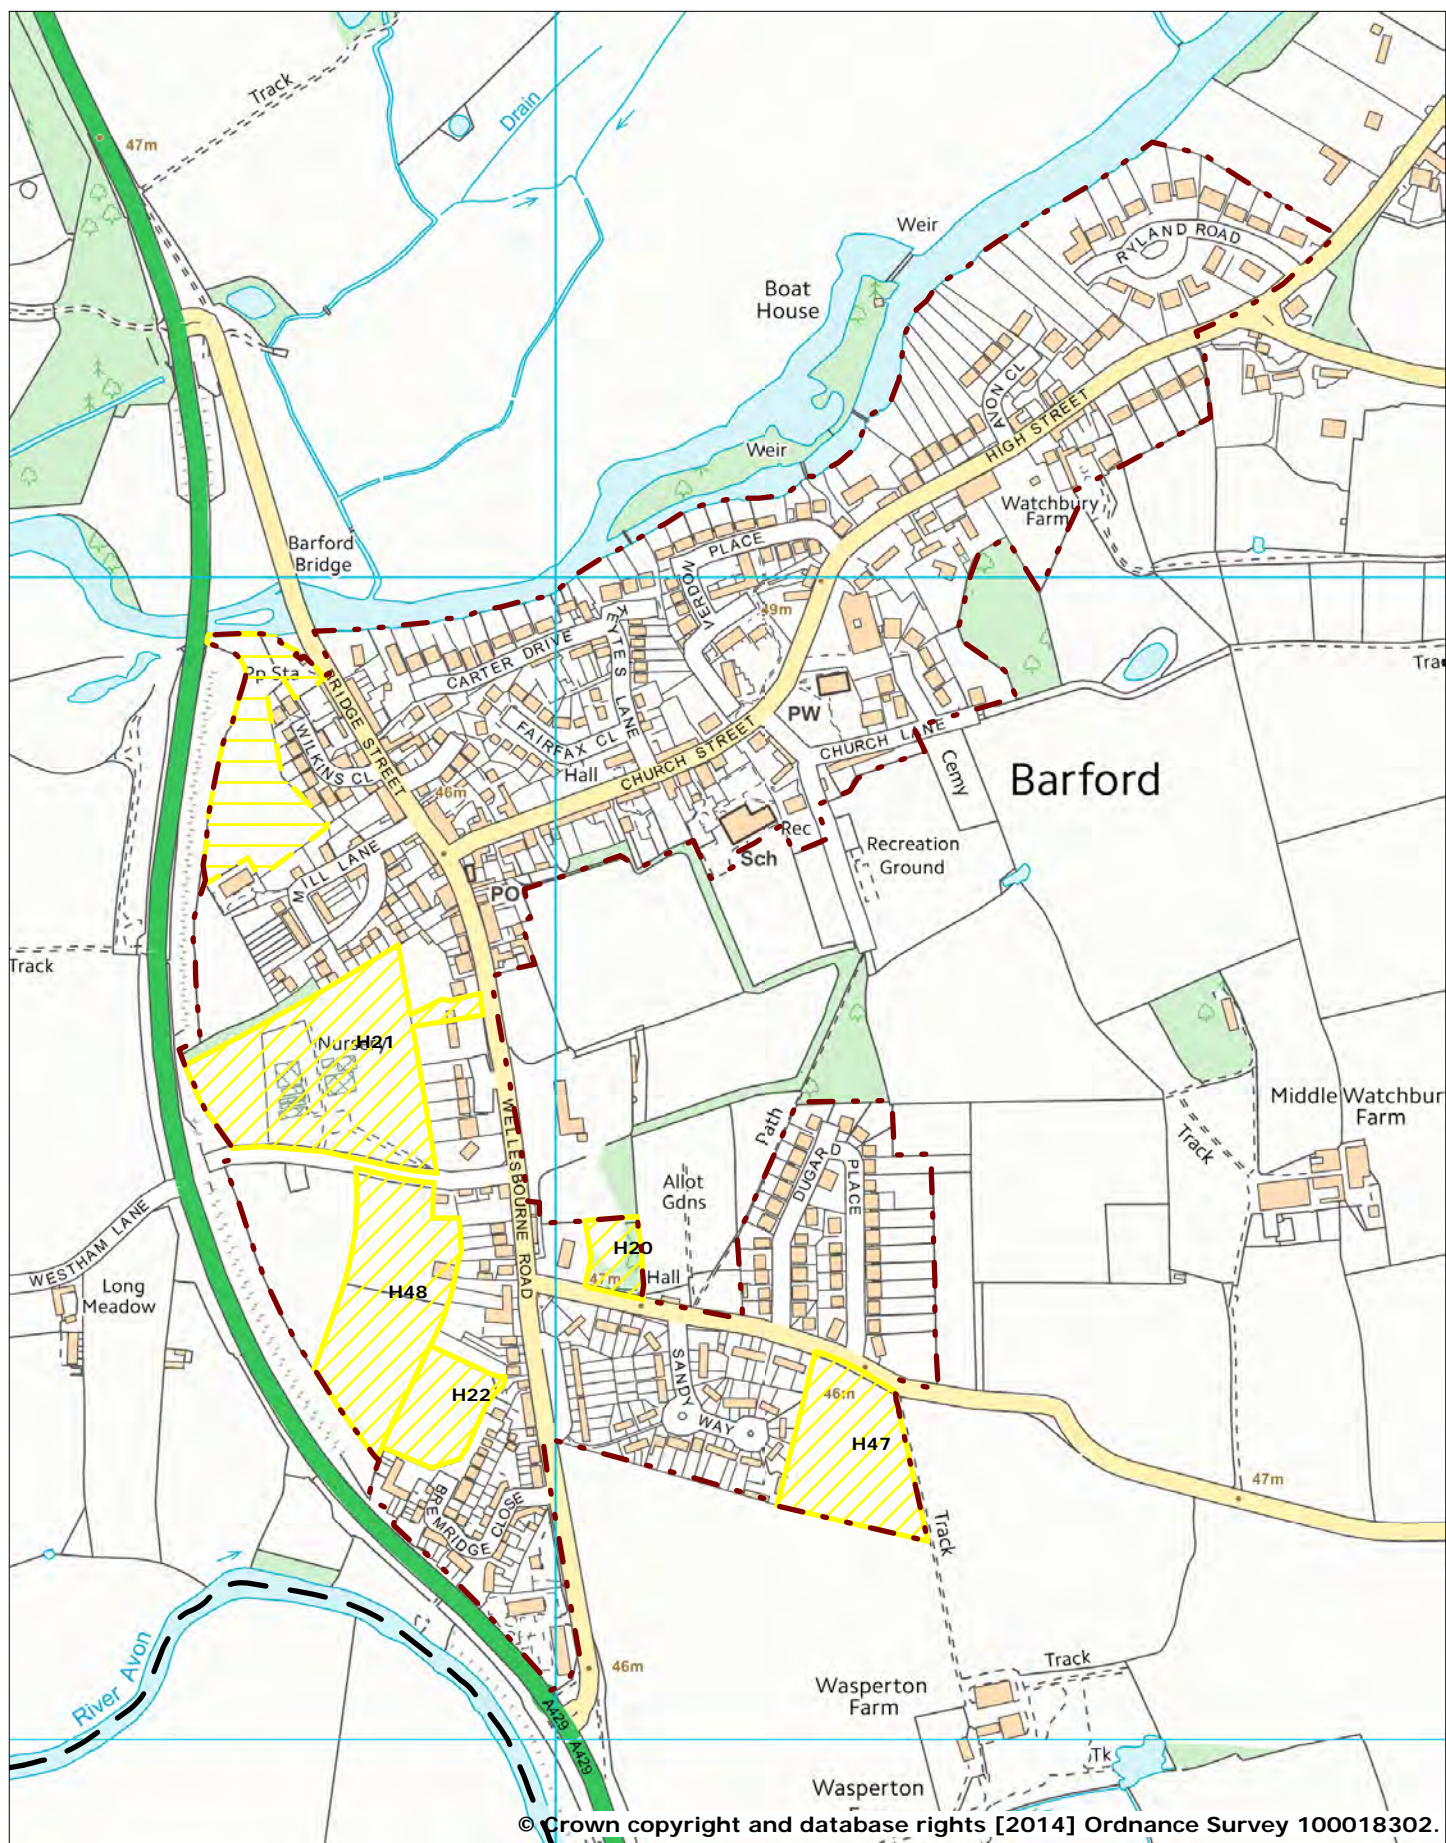 Track
47m
Drain
Weir
RYLAND ROAD
Boat
House
AVON CL
HIGH STREET
Weir
Watchbury
Farm
Barford
Bridge
VERDON
PLACE
49m
KEYTES LANE
CARTER DRIVE
Pp Sta
BRIDGE STREET
WILKINS CL
FAIRFAX CL
Hall
CHURCH STREET
PW
CHURCH LANE
Cemy
Barford
46m
MILL LANE
Rec
Sch
Recreation
Ground
PO
Track
Nursery
H21
WELLESBOURNE ROAD
Path
DUGARD
PLACE
Allot
Gdns
Middle Watchbur
Farm
Track
WESTHAM LANE
Long
Meadow
H20
47m
Hall
H48
H22
SANDY WAY
46m
H47
47m
BREMRIDGE
CLOSE
Track
River Avon
46m
Track
Wasperton
Farm
A429
A429
Tk
Wasperton
© Crown copyright and database rights [2014] Ordnance Survey 100018302.